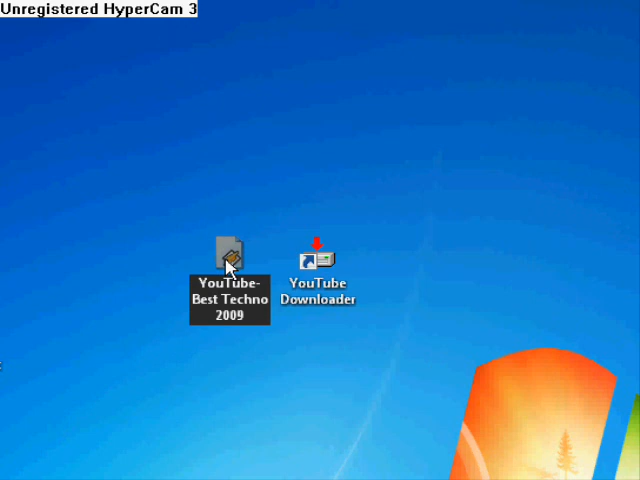 Unregistered HyperCam 3
YouTube-
Best Techno
2009
YouTube
Downloader